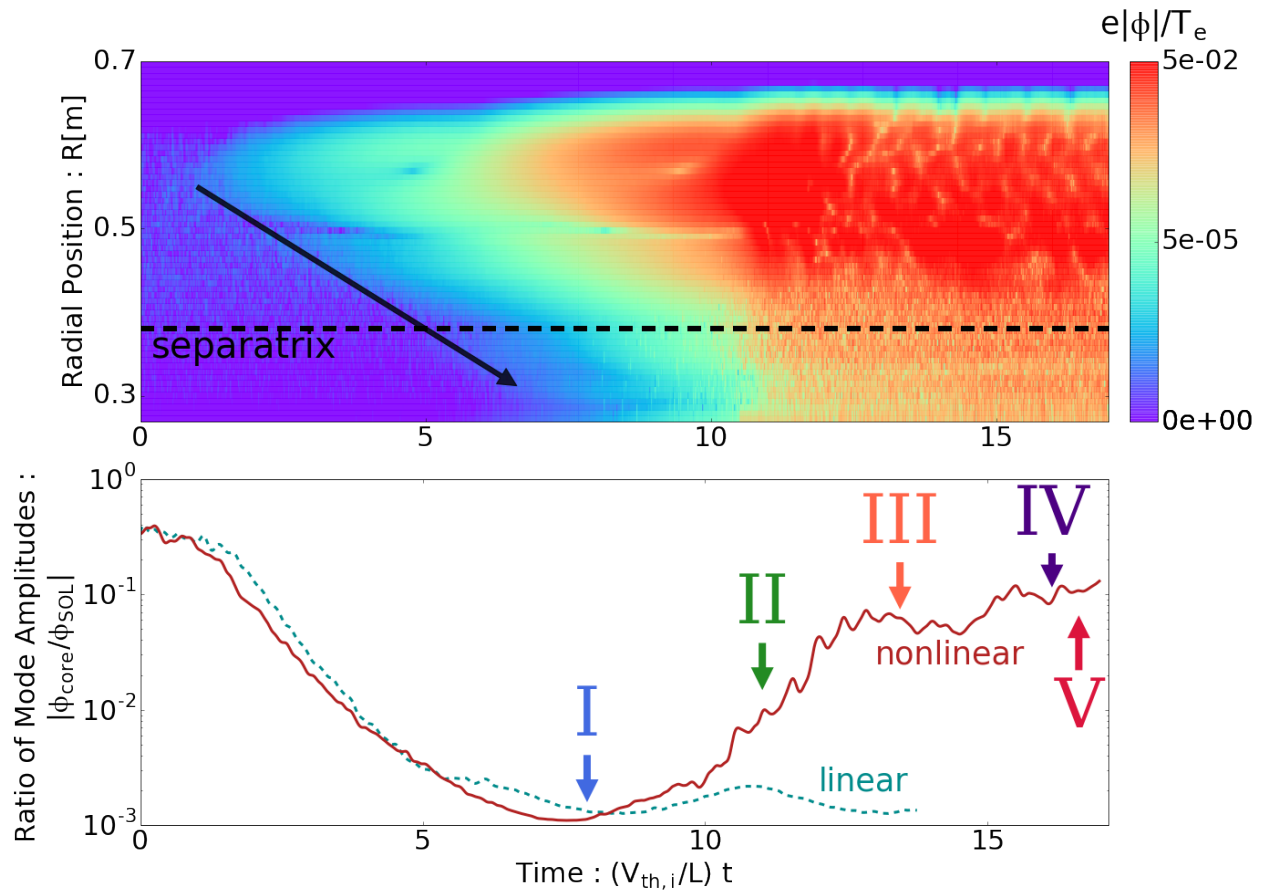 e|ϕ|/Te
0.7
0.5
0.3
Radial Position : R[m]
separatrix
5e-02
5e-05
0e+00
0
5
10
15
10^0
10^-1
10^-2
10^-3
Ratio of Mode Amplitudes :
|ϕcore/ϕSOL|
I
II
III
IV
V
nonlinear
linear
0
5
10
15
Time : (Vth,i/L) t